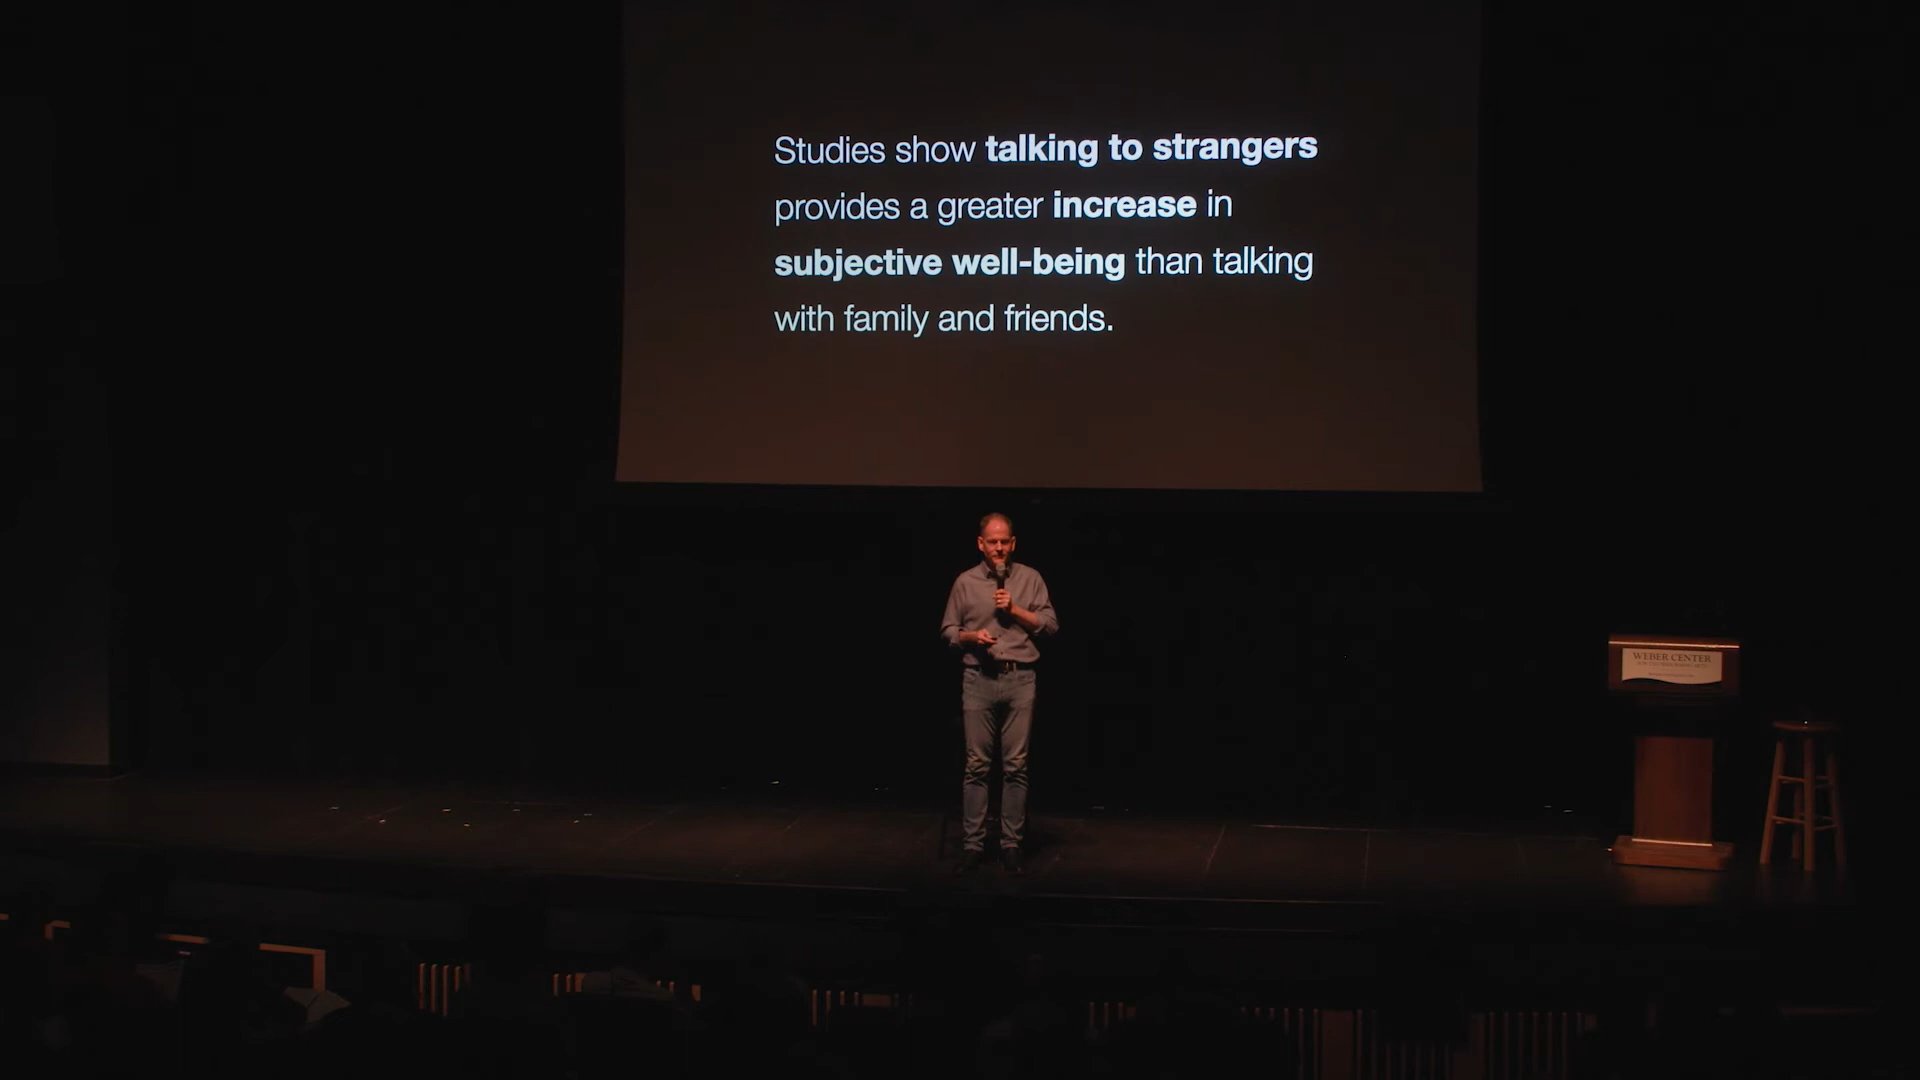 Studies show talking to strangers
provides a greater increase in
subjective well-being than talking
with family and friends.
WEBER CENTER